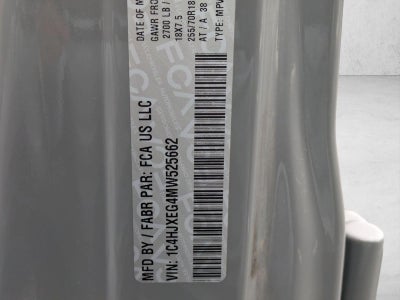 MFD BY / FABR PAR: FCA US LLC
DATE OF M
GAWR FRO
2700 LB /
18X7.5
255/70R18
AT / A 38
TYPE: MPV
VIN: 1C4HJXEG4MW525662